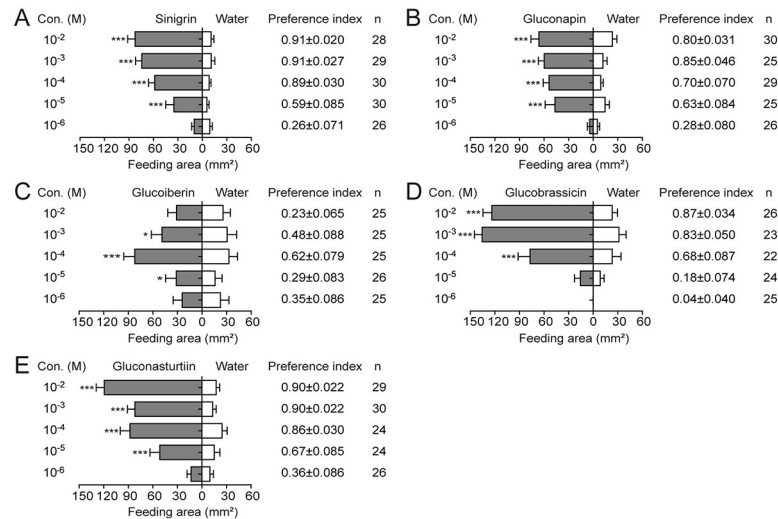 A Con. (M) Sinigrin Water Preference index n
10-2 *** 0.91±0.020 28
10-3 *** 0.91±0.027 29
10-4 *** 0.89±0.030 30
10-5 *** 0.59±0.085 30
10-6 0.26±0.071 26
150 120 90 60 30 0 30 60
Feeding area (mm²)
B Con. (M) Gluconapin Water Preference index n
10-2 *** 0.80±0.031 30
10-3 *** 0.85±0.046 25
10-4 *** 0.70±0.070 29
10-5 *** 0.63±0.084 25
10-6 0.28±0.080 26
150 120 90 60 30 0 30 60
Feeding area (mm²)
C Con. (M) Glucoiberin Water Preference index n
10-2 0.23±0.065 25
10-3 * 0.48±0.088 25
10-4 *** 0.62±0.079 25
10-5 * 0.29±0.083 26
10-6 0.35±0.086 25
150 120 90 60 30 0 30 60
Feeding area (mm²)
D Con. (M) Glucobrassicin Water Preference index n
10-2 *** 0.87±0.034 26
10-3 *** 0.83±0.050 23
10-4 *** 0.68±0.087 22
10-5 0.18±0.074 24
10-6 0.04±0.040 25
150 120 90 60 30 0 30 60
Feeding area (mm²)
E Con. (M) Gluconasturtiin Water Preference index n
10-2 *** 0.90±0.022 29
10-3 *** 0.90±0.022 30
10-4 *** 0.86±0.030 24
10-5 *** 0.67±0.085 24
10-6 0.36±0.086 26
150 120 90 60 30 0 30 60
Feeding area (mm²)